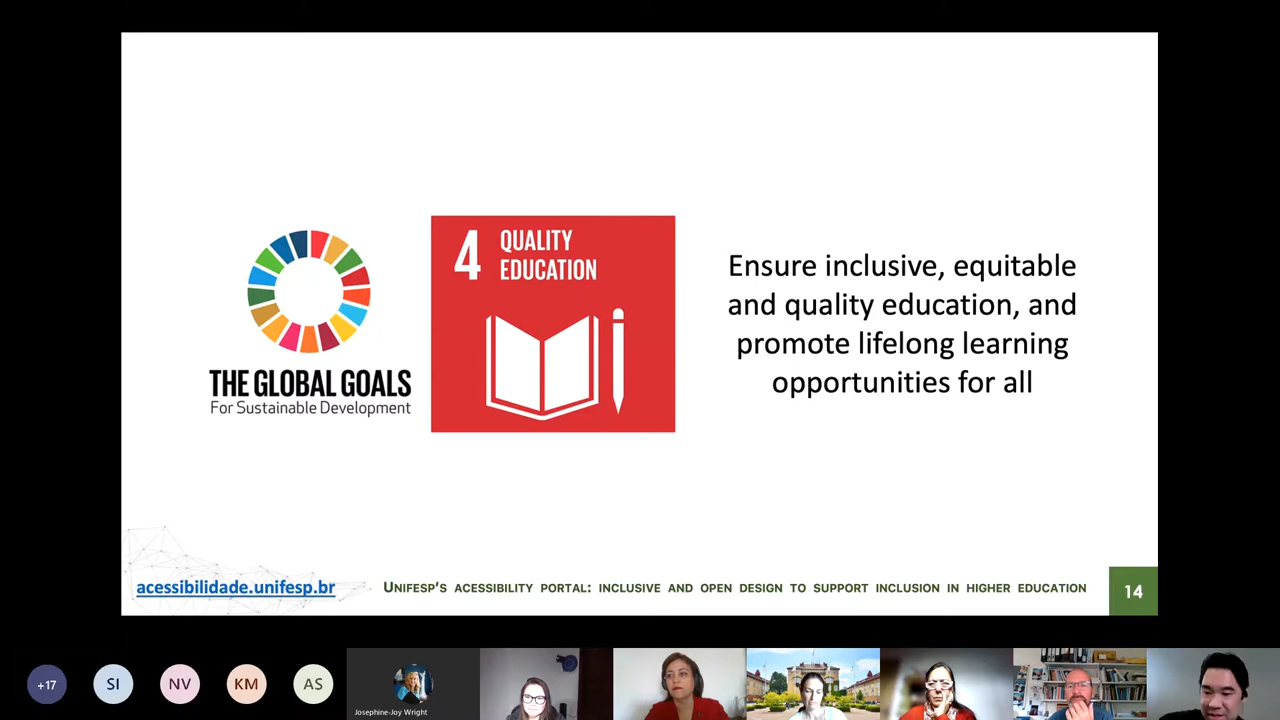 4 QUALITY
EDUCATION
THE GLOBAL GOALS
For Sustainable Development
Ensure inclusive, equitable
and quality education, and
promote lifelong learning
opportunities for all
acessibilidade.unifesp.br
UNIFESP'S ACESSIBILITY PORTAL: INCLUSIVE AND OPEN DESIGN TO SUPPORT INCLUSION IN HIGHER EDUCATION
14
+17
SI
NV
KM
AS
Josephine-Joy Wright